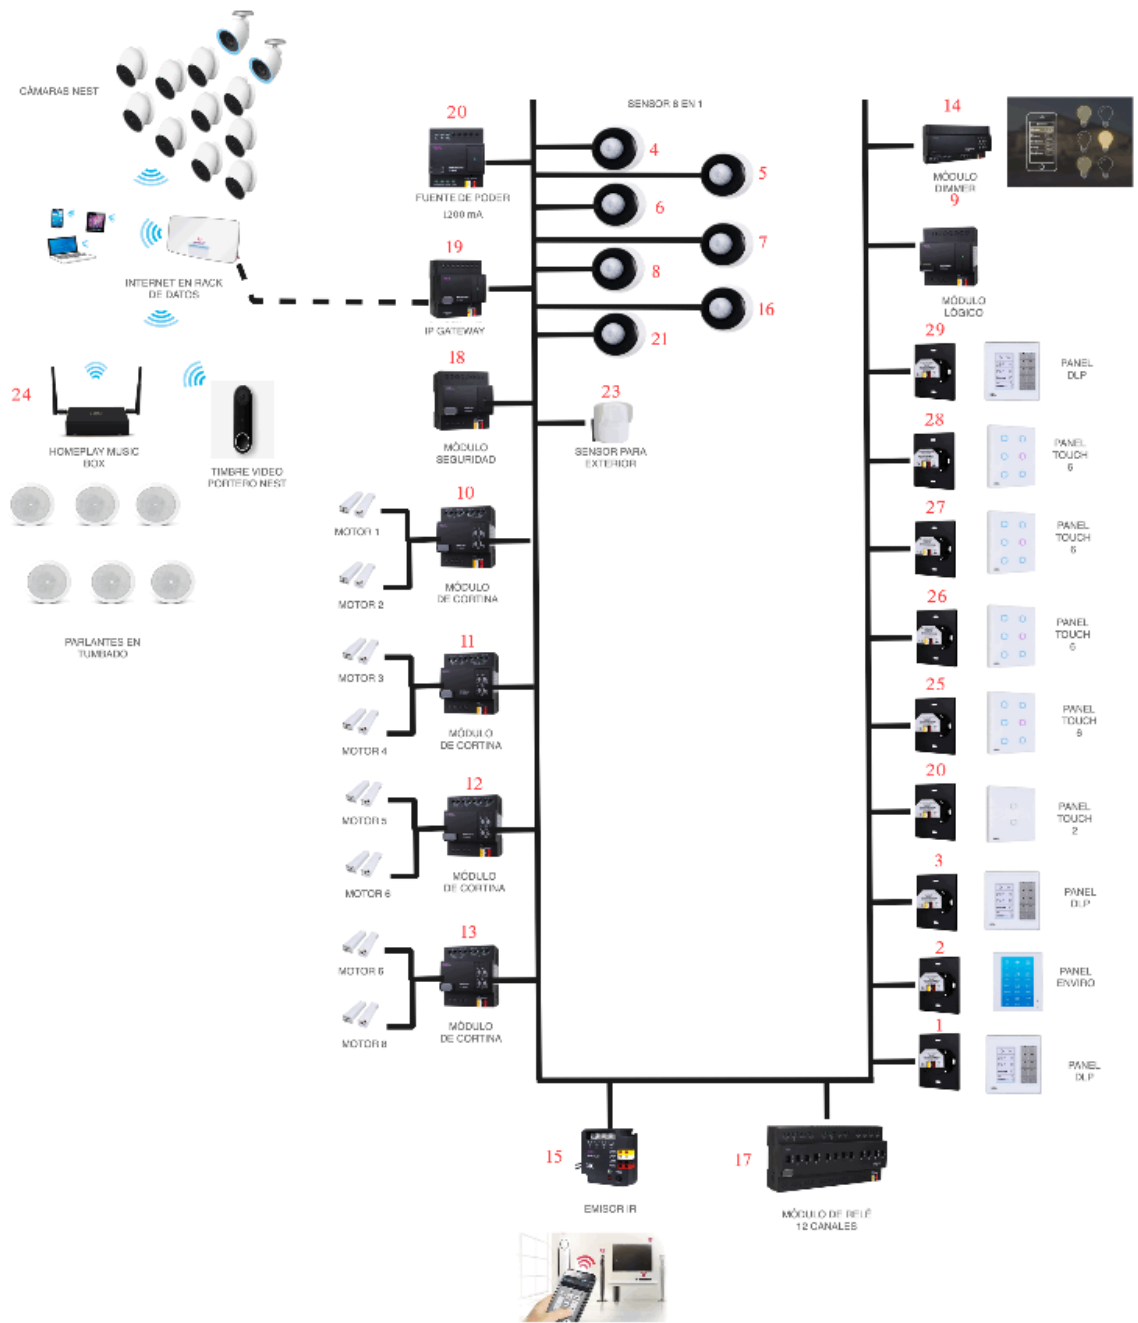 CÁMARAS NEST
INTERNET EN RACK
DE DATOS
24
HOMEPLAY MUSIC
BOX
TIMBRE VIDEO
PORTERO NEST
PARLANTES EN
TUMBADO
20
FUENTE DE PODER
1200 mA
19
IP GATEWAY
18
MÓDULO
SEGURIDAD
10
MOTOR 1
MOTOR 2
MÓDULO
DE CORTINA
11
MOTOR 3
MOTOR 4
MÓDULO
DE CORTINA
12
MOTOR 5
MOTOR 6
MÓDULO
DE CORTINA
13
MOTOR 6
MOTOR 8
MÓDULO
DE CORTINA
SENSOR 8 EN 1
4
5
6
7
8
16
21
23
SENSOR PARA
EXTERIOR
14
MÓDULO
DIMMER
9
MÓDULO
LÓGICO
29
PANEL
DLP
28
PANEL
TOUCH
6
27
PANEL
TOUCH
6
26
PANEL
TOUCH
6
25
PANEL
TOUCH
6
20
PANEL
TOUCH
2
3
PANEL
DLP
2
PANEL
ENVIRO
1
PANEL
DLP
15
EMISOR IR
17
MÓDULO DE RELÉ
12 CANALES